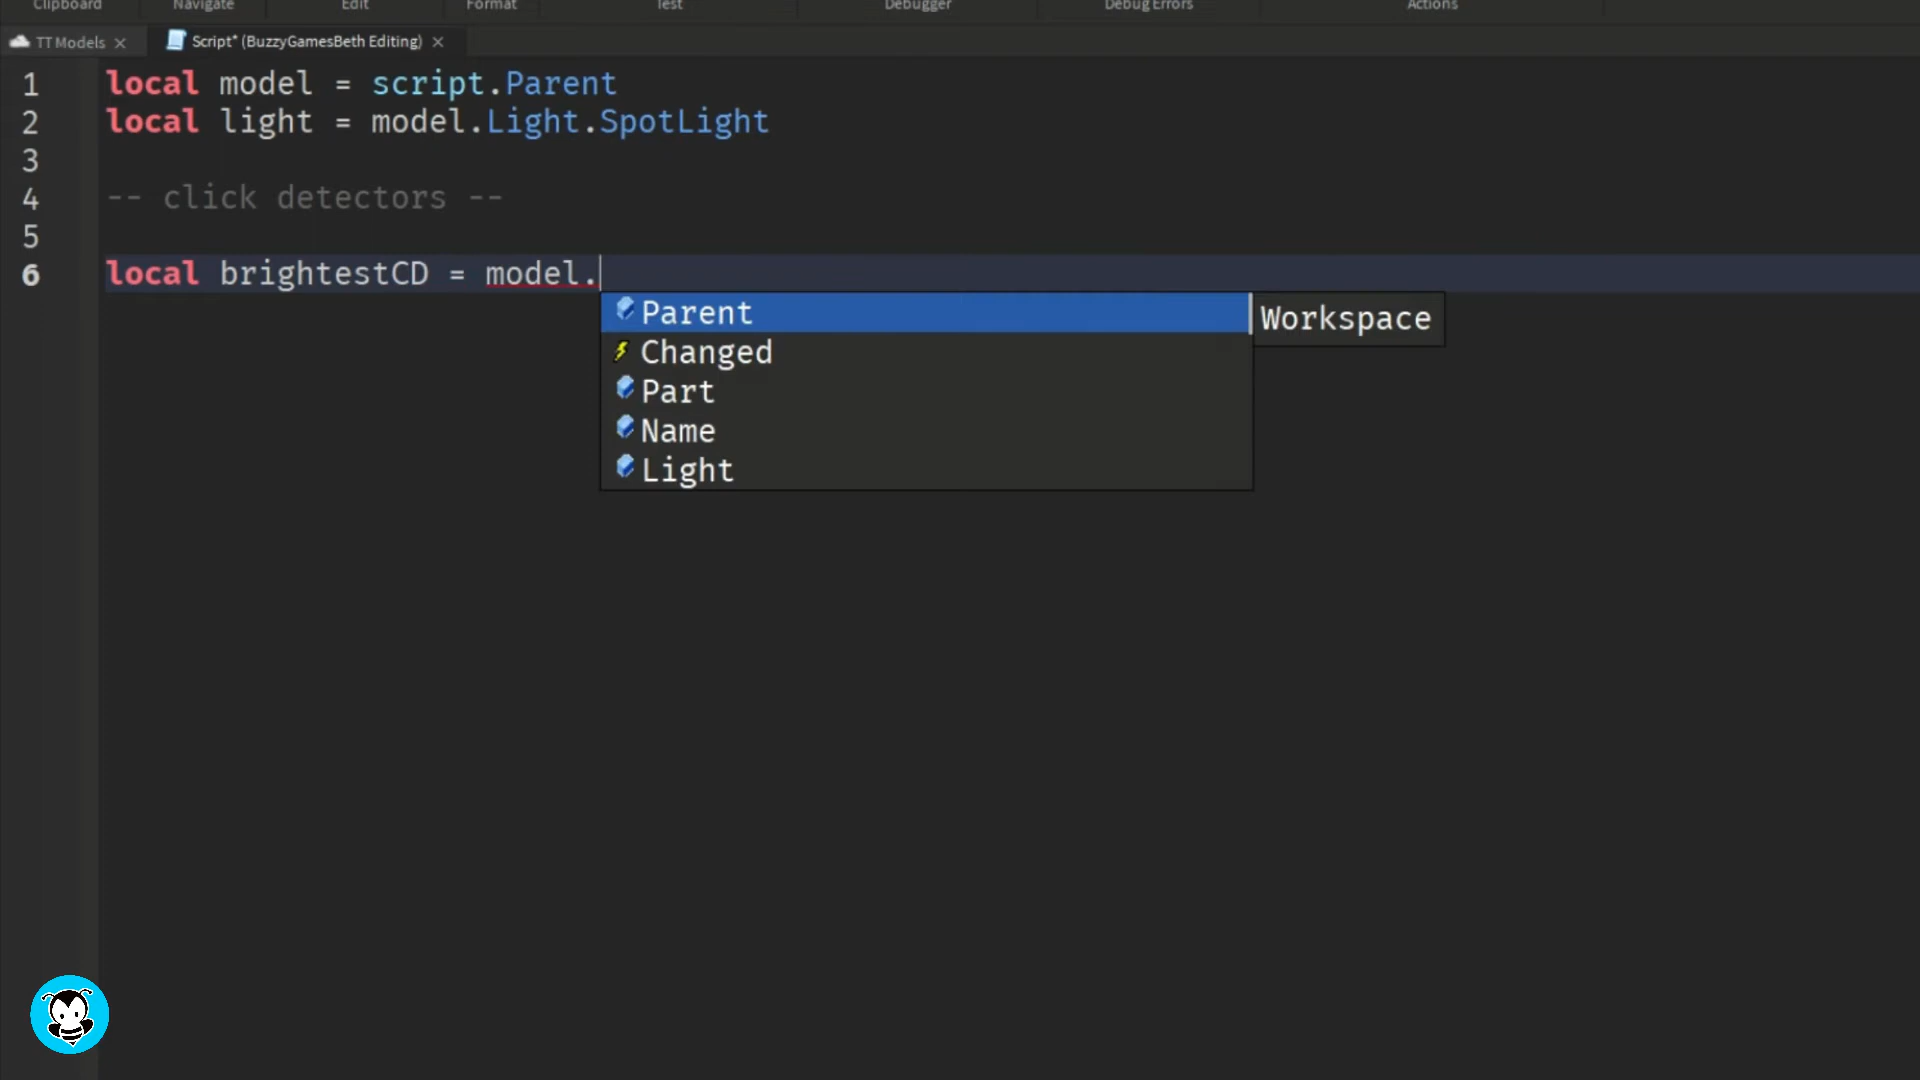 Clipboard Navigate Edit Format Test Debugger Debug Errors Actions
TT Models Script* (BuzzyGamesBeth Editing)
1 local model = script.Parent
2 local light = model.Light.SpotLight
3
4 -- click detectors --
5
6 local brightestCD = model.
Parent Workspace
Changed
Part
Name
Light